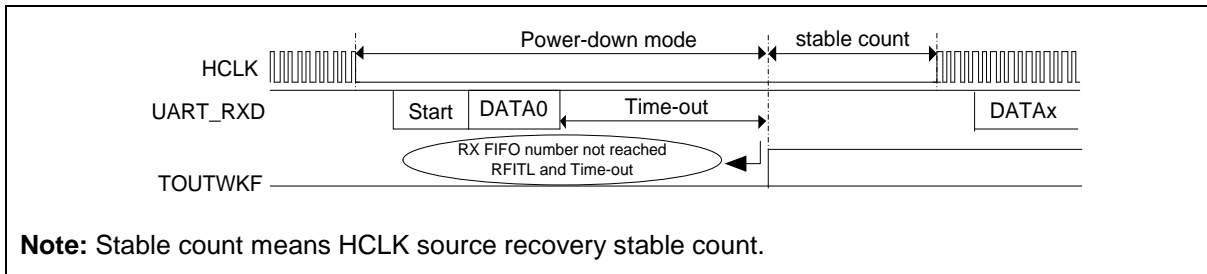 Power-down mode
stable count
HCLK
UART_RXD
Start
DATA0
Time-out
DATAx
RX FIFO number not reached
RFITL and Time-out
TOUTWKF
Note: Stable count means HCLK source recovery stable count.